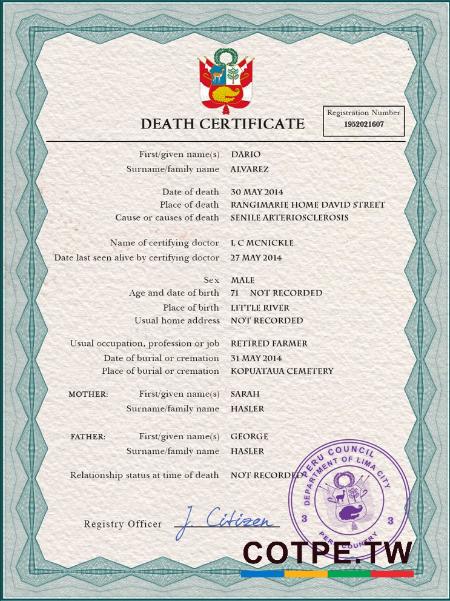 DEATH CERTIFICATE
Registration Number
1952021607
First/given name(s) DARIO
Surname/family name ALVAREZ
Date of death 30 MAY 2014
Place of death RANGIMARIE HOME DAVID STREET
Cause or causes of death SENILE ARTERIOSCLEROSIS
Name of certifying doctor I, C MCNICKLE
Date last seen alive by certifying doctor 27 MAY 2014
Sex MALE
Age and date of birth 71 NOT RECORDED
Place of birth LITTLE RIVER
Usual home address NOT RECORDED
Usual occupation, profession or job RETIRED FARMER
Date of burial or cremation 31 MAY 2014
Place of burial or cremation KOPUATAUA CEMETERY
MOTHER: First/given name(s) SARAH
Surname/family name HASLER
FATHER: First/given name(s) GEORGE
Surname/family name HASLER
Relationship status at time of death NOT RECORDED
PERU COUNCIL
DEPARTMENT OF LIMA CITY
3 3
PERU COUNTRY
Registry Officer J. Citizen
COTPE.TW